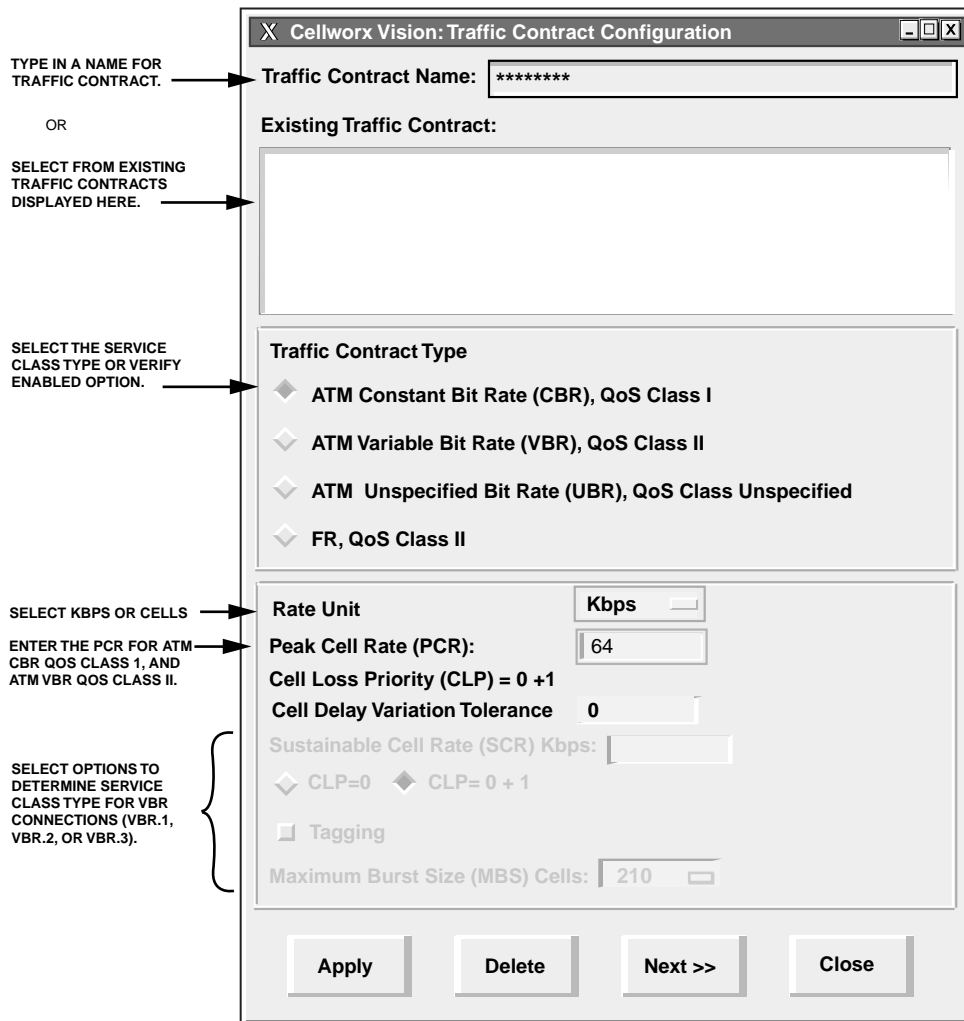 X Cellworx Vision: Traffic Contract Configuration
TYPE IN A NAME FOR
TRAFFIC CONTRACT.
Traffic Contract Name: ********
OR
Existing Traffic Contract:
SELECT FROM EXISTING
TRAFFIC CONTRACTS
DISPLAYED HERE.
SELECT THE SERVICE
CLASS TYPE OR VERIFY
ENABLED OPTION.
Traffic Contract Type
ATM Constant Bit Rate (CBR), QoS Class I
ATM Variable Bit Rate (VBR), QoS Class II
ATM Unspecified Bit Rate (UBR), QoS Class Unspecified
FR, QoS Class II
SELECT KBPS OR CELLS
Rate Unit Kbps
ENTER THE PCR FOR ATM
CBR QOS CLASS 1, AND
ATM VBR QOS CLASS II.
Peak Cell Rate (PCR): 64
Cell Loss Priority (CLP) = 0 +1
Cell Delay Variation Tolerance 0
SELECT OPTIONS TO
DETERMINE SERVICE
CLASS TYPE FOR VBR
CONNECTIONS (VBR.1,
VBR.2, OR VBR.3).
Sustainable Cell Rate (SCR) Kbps:
CLP=0 CLP= 0 + 1
Tagging
Maximum Burst Size (MBS) Cells: 210
Apply Delete Next >> Close